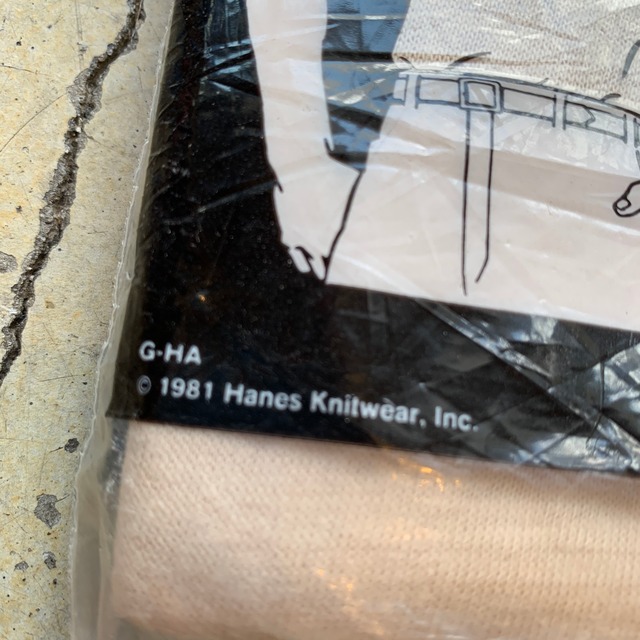 G-HA
© 1981 Hanes Knitwear, Inc.